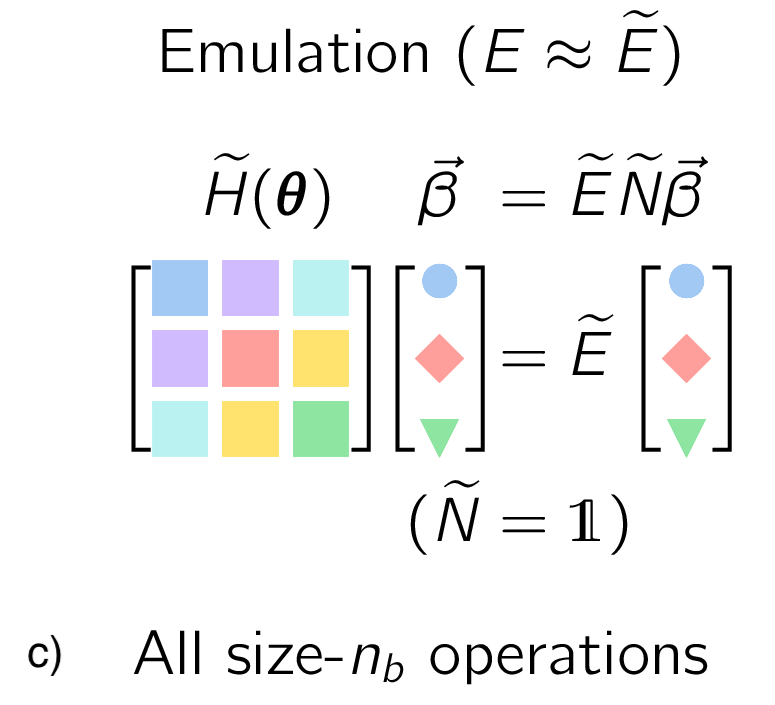 Emulation (E ≈ Ẽ)
H̃(θ) β⃗ = ẼÑβ⃗
= Ẽ
(Ñ = 𝟙)
c) All size-n_b operations